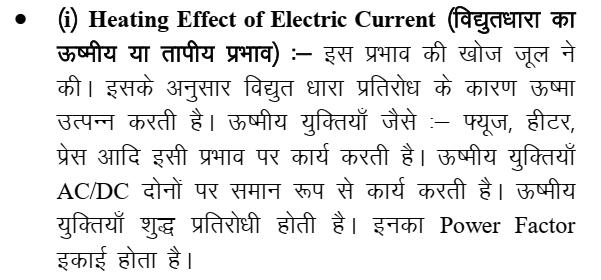 • (i) Heating Effect of Electric Current (विद्युतधारा का
ऊष्मीय या तापीय प्रभाव) :– इस प्रभाव की खोज जूल ने
की। इसके अनुसार विद्युत धारा प्रतिरोध के कारण ऊष्मा
उत्पन्न करती है। ऊष्मीय युक्तियाँ जैसे :– फ्यूज, हीटर,
प्रेस आदि इसी प्रभाव पर कार्य करती है। ऊष्मीय युक्तियाँ
AC/DC दोनों पर समान रूप से कार्य करती है। ऊष्मीय
युक्तियाँ शुद्ध प्रतिरोधी होती है। इनका Power Factor
इकाई होता है।